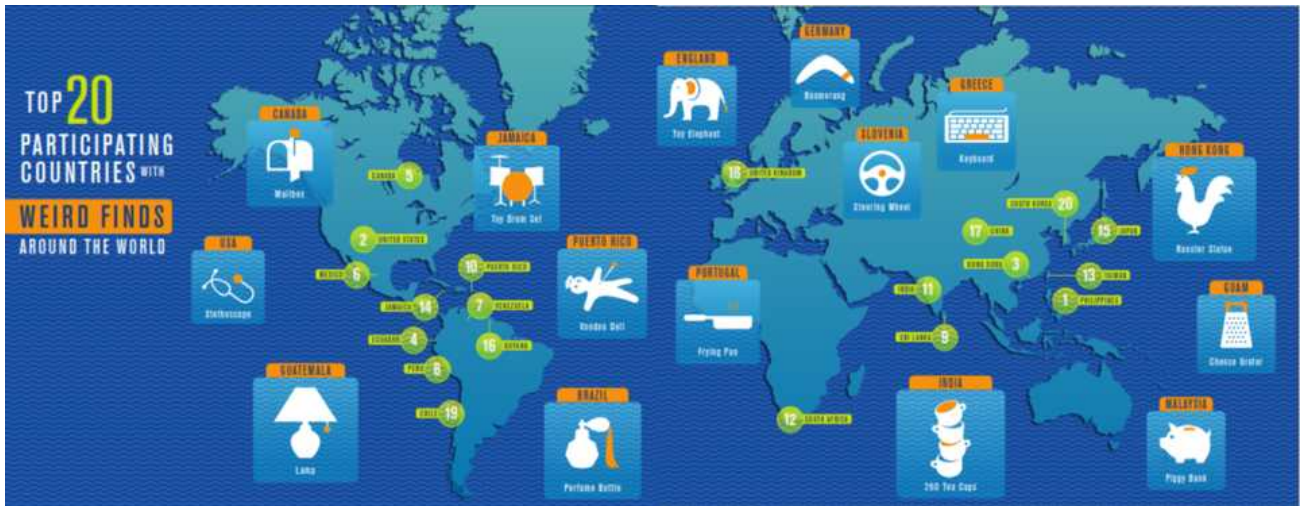 TOP 20
PARTICIPATING
COUNTRIES WITH
WEIRD FINDS
AROUND THE WORLD
CANADA
Mailbox
JAMAICA
Toy Drum Set
USA
Stethoscope
PUERTO RICO
Voodoo Doll
GUATEMALA
Lamp
BRAZIL
Perfume Bottle
ENGLAND
Toy Elephant
GERMANY
Boomerang
GREECE
Keyboard
SLOVENIA
Steering Wheel
HONG KONG
Rooster Statue
PORTUGAL
Frying Pan
GUAM
Cheese Grater
INDIA
260 Tea Cups
MALAYSIA
Piggy Bank
CANADA 5
2 UNITED STATES
MEXICO 6
10 PUERTO RICO
JAMAICA 14
7 VENEZUELA
ECUADOR 4
16 GUYANA
PERU 8
CHILE 19
18 UNITED KINGDOM
SOUTH KOREA 20
17 CHINA
15 JAPAN
HONG KONG 3
13 TAIWAN
INDIA 11
1 PHILIPPINES
SRI LANKA 9
12 SOUTH AFRICA